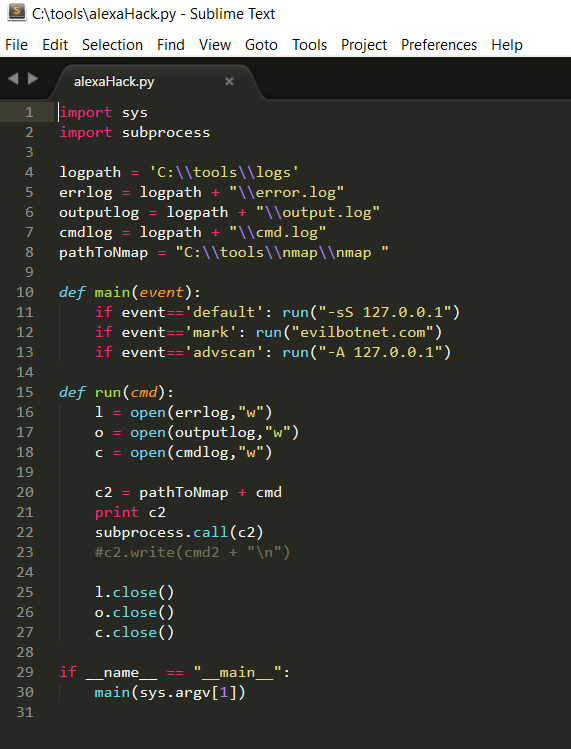 C:\tools\alexaHack.py - Sublime Text
File Edit Selection Find View Goto Tools Project Preferences Help
alexaHack.py ×
1 import sys
2 import subprocess
3
4 logpath = 'C:\\tools\\logs'
5 errlog = logpath + "\\error.log"
6 outputlog = logpath + "\\output.log"
7 cmdlog = logpath + "\\cmd.log"
8 pathToNmap = "C:\\tools\\nmap\\nmap "
9
10 def main(event):
11     if event=='default': run("-sS 127.0.0.1")
12     if event=='mark': run("evilbotnet.com")
13     if event=='advscan': run("-A 127.0.0.1")
14
15 def run(cmd):
16     l = open(errlog,"w")
17     o = open(outputlog,"w")
18     c = open(cmdlog,"w")
19
20     c2 = pathToNmap + cmd
21     print c2
22     subprocess.call(c2)
23     #c2.write(cmd2 + "\n")
24
25     l.close()
26     o.close()
27     c.close()
28
29 if __name__ == "__main__":
30     main(sys.argv[1])
31